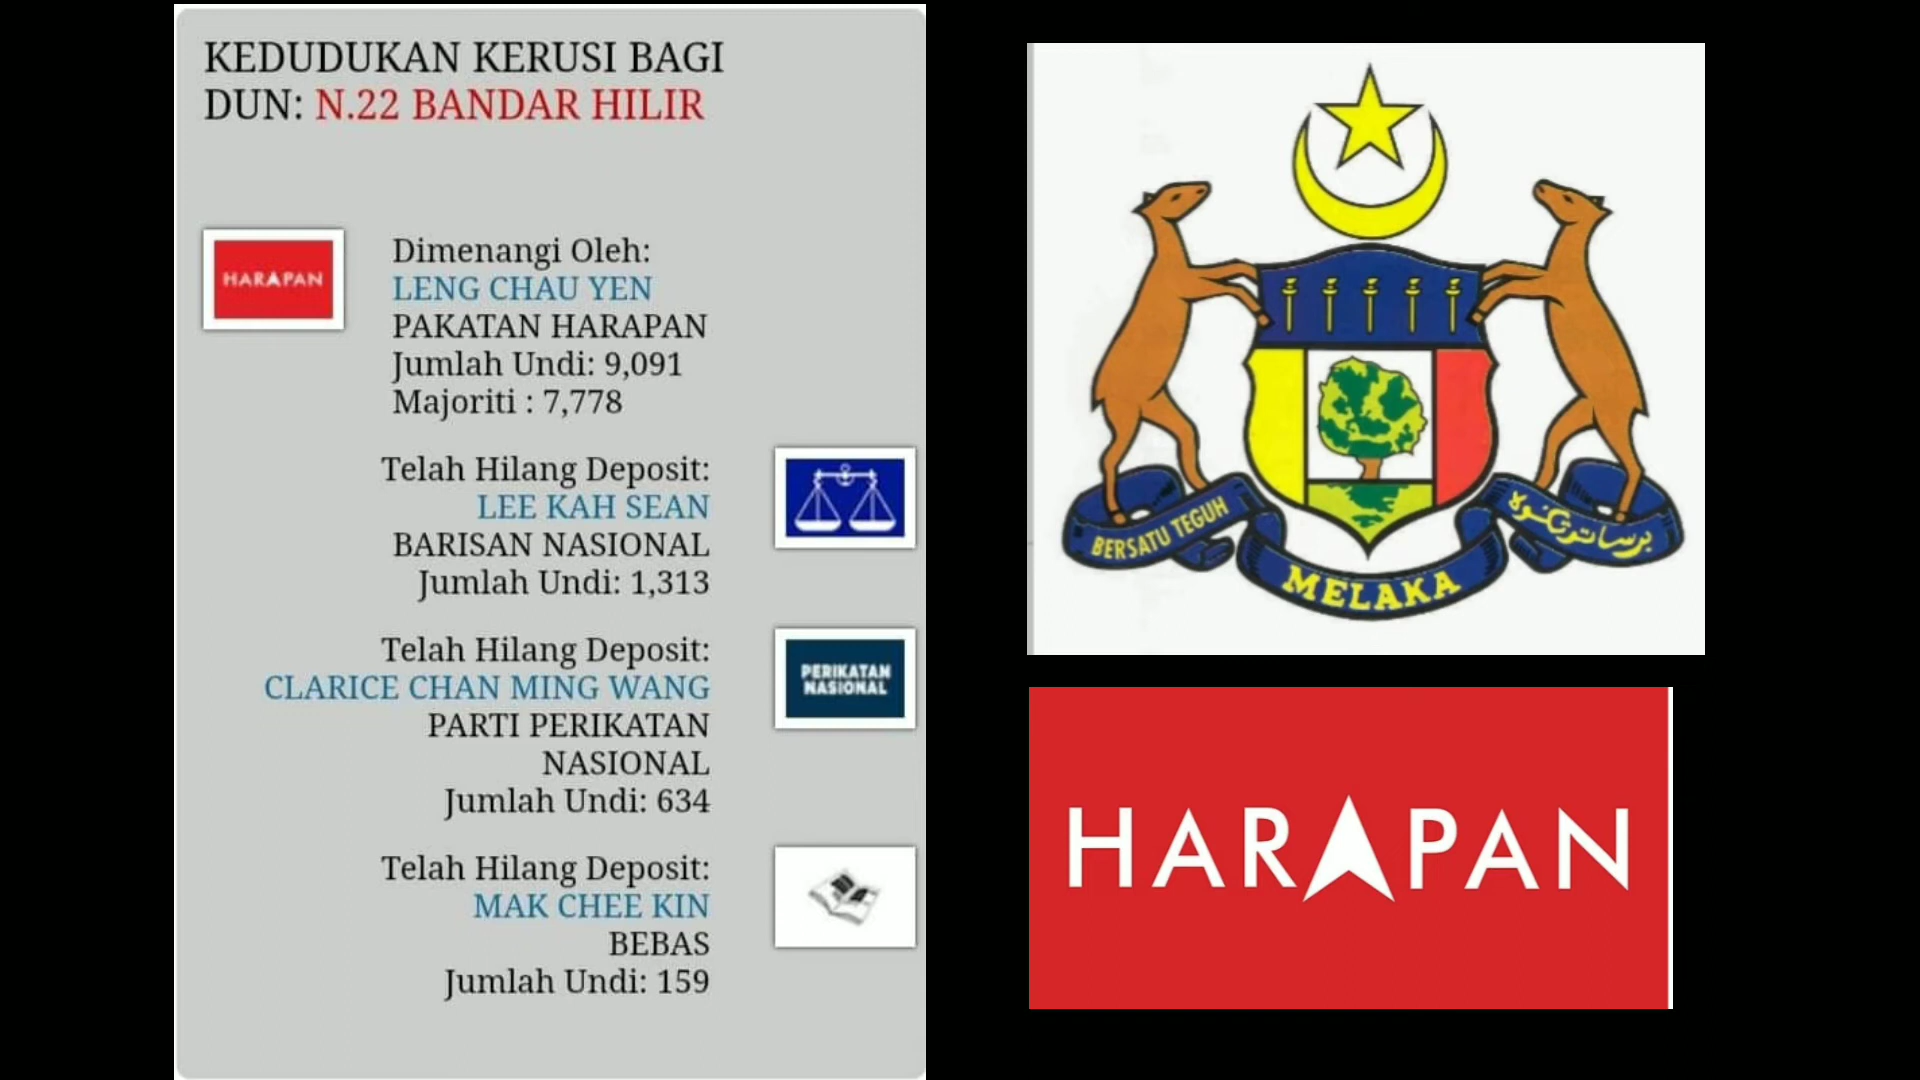 KEDUDUKAN KERUSI BAGI
DUN: N.22 BANDAR HILIR
HARAPAN
Dimenangi Oleh:
LENG CHAU YEN
PAKATAN HARAPAN
Jumlah Undi: 9,091
Majoriti : 7,778
Telah Hilang Deposit:
LEE KAH SEAN
BARISAN NASIONAL
Jumlah Undi: 1,313
Telah Hilang Deposit:
CLARICE CHAN MING WANG
PARTI PERIKATAN
NASIONAL
Jumlah Undi: 634
PERIKATAN
NASIONAL
Telah Hilang Deposit:
MAK CHEE KIN
BEBAS
Jumlah Undi: 159
BERSATU TEGUH
MELAKA
برساتو تݢوه
HARAPAN